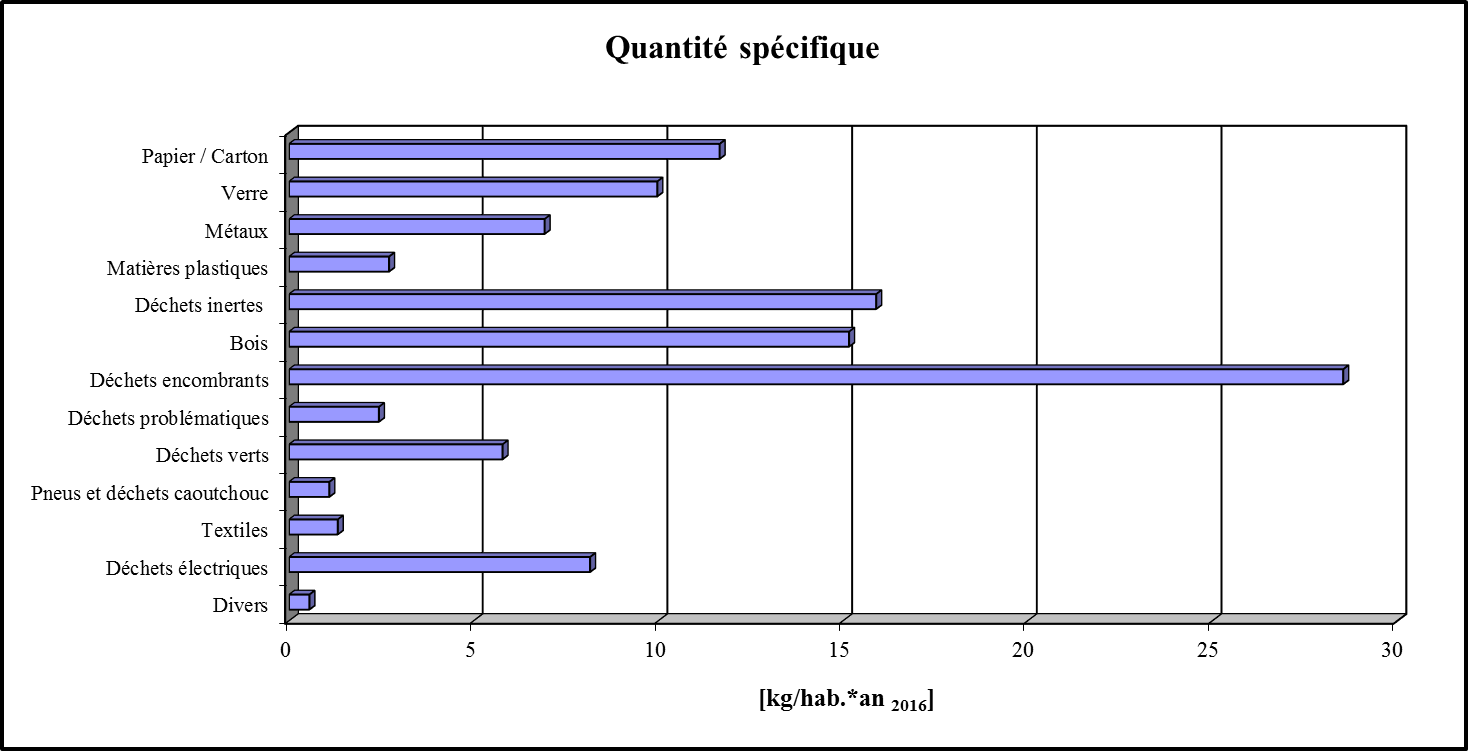 Quantité spécifique
Papier / Carton
Verre
Métaux
Matières plastiques
Déchets inertes
Bois
Déchets encombrants
Déchets problématiques
Déchets verts
Pneus et déchets caoutchouc
Textiles
Déchets électriques
Divers
0 5 10 15 20 25 30
[kg/hab.*an 2016]